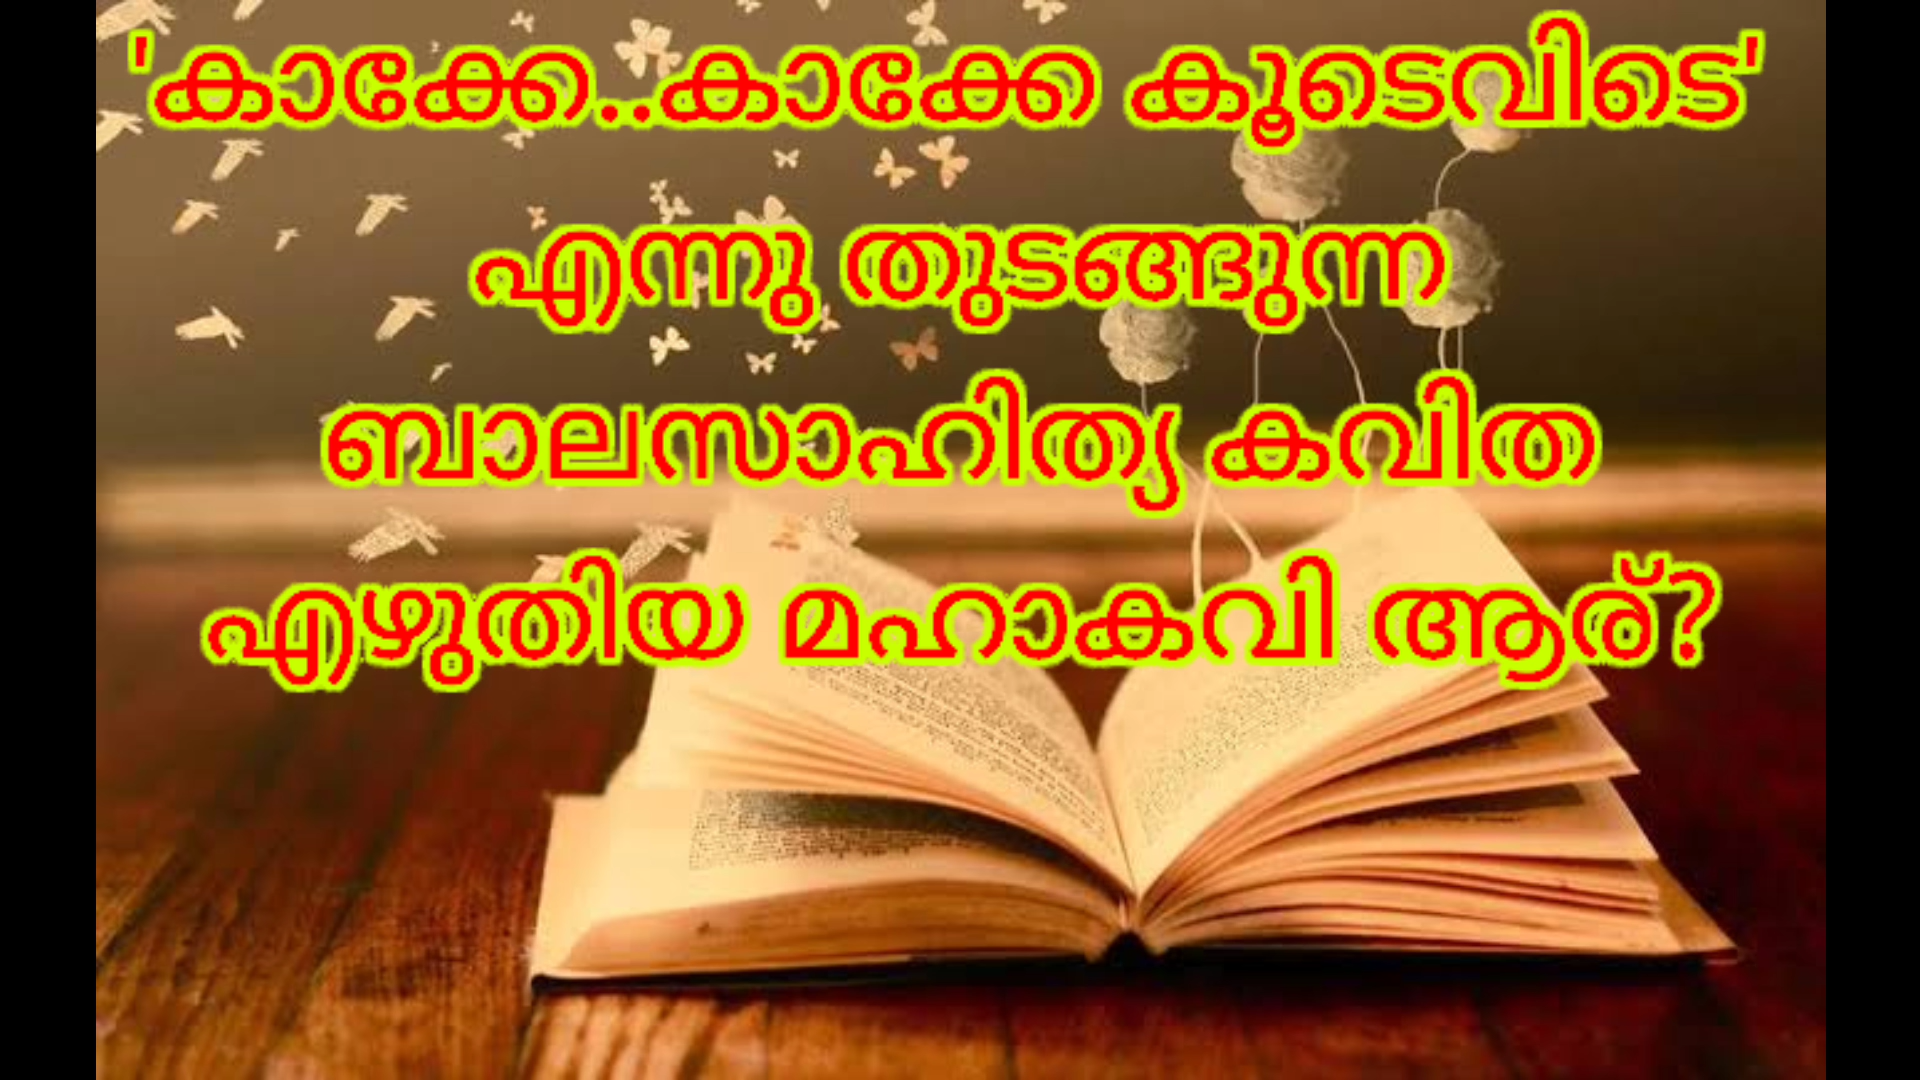 'കാക്കേ..കാക്കേ കൂടെവിടെ'
എന്നു തുടങ്ങുന്ന
ബാലസാഹിത്യ കവിത
എഴുതിയ മഹാകവി ആര്?